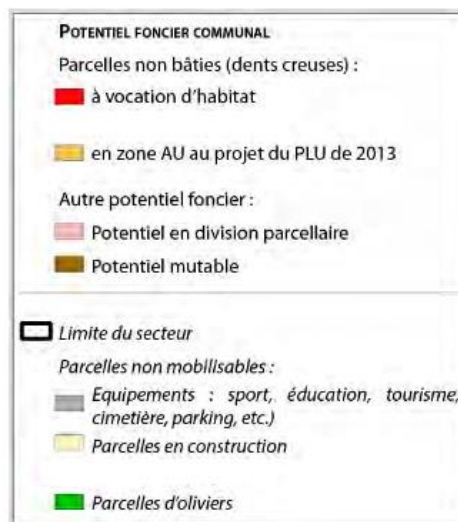 POTENTIEL FONCIER COMMUNAL
Parcelles non bâties (dents creuses) :
à vocation d'habitat
en zone AU au projet du PLU de 2013
Autre potentiel foncier :
Potentiel en division parcellaire
Potentiel mutable
Limite du secteur
Parcelles non mobilisables :
Equipements : sport, éducation, tourisme,
cimetière, parking, etc.)
Parcelles en construction
Parcelles d'oliviers